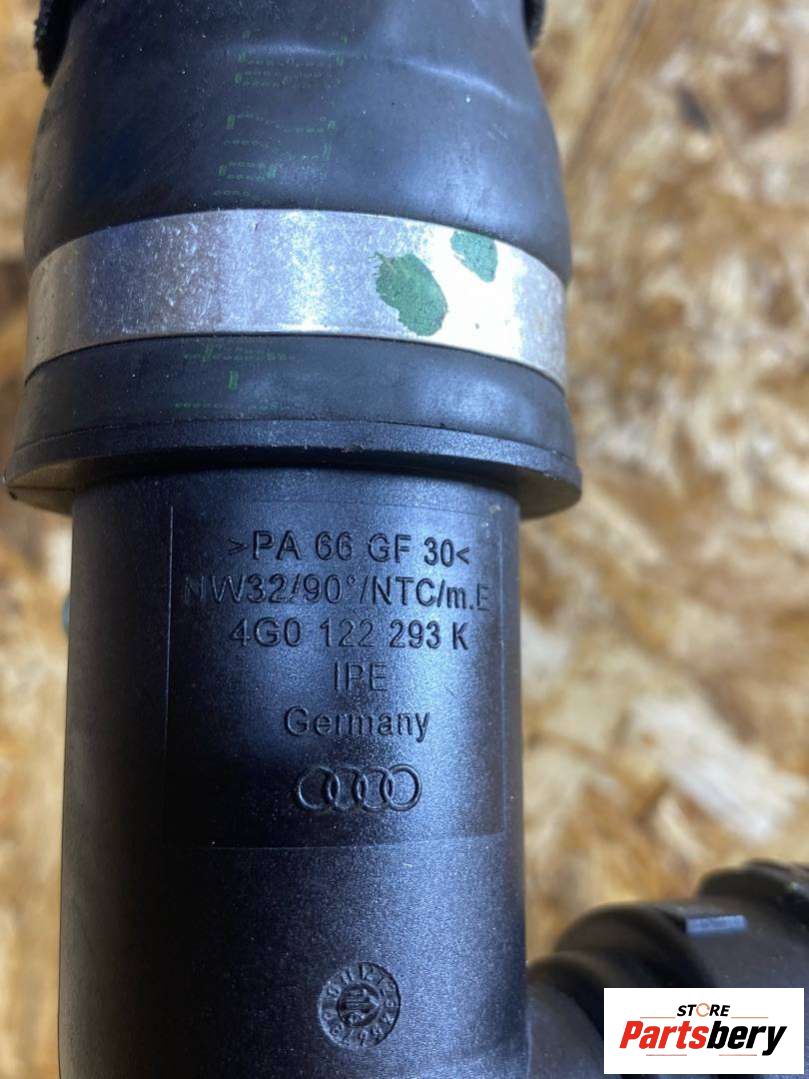 >PA 66 GF 30<
NW32/90°/NTC/m.E
4G0 122 293 K
IPE
Germany
STORE
Partsbery